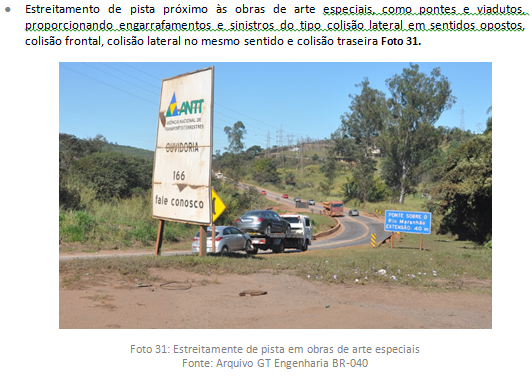 Estreitamento de pista próximo às obras de arte especiais, como pontes e viadutos,
proporcionando engarrafamentos e sinistros do tipo colisão lateral em sentidos opostos,
colisão frontal, colisão lateral no mesmo sentido e colisão traseira Foto 31.
ANTT
AGÊNCIA NACIONAL DE
TRANSPORTES TERRESTRES
OUVIDORIA
166
fale conosco
PONTE SOBRE O
Rio Maranhão
EXTENSÃO 40 m
Foto 31: Estreitamente de pista em obras de arte especiais
Fonte: Arquivo GT Engenharia BR-040